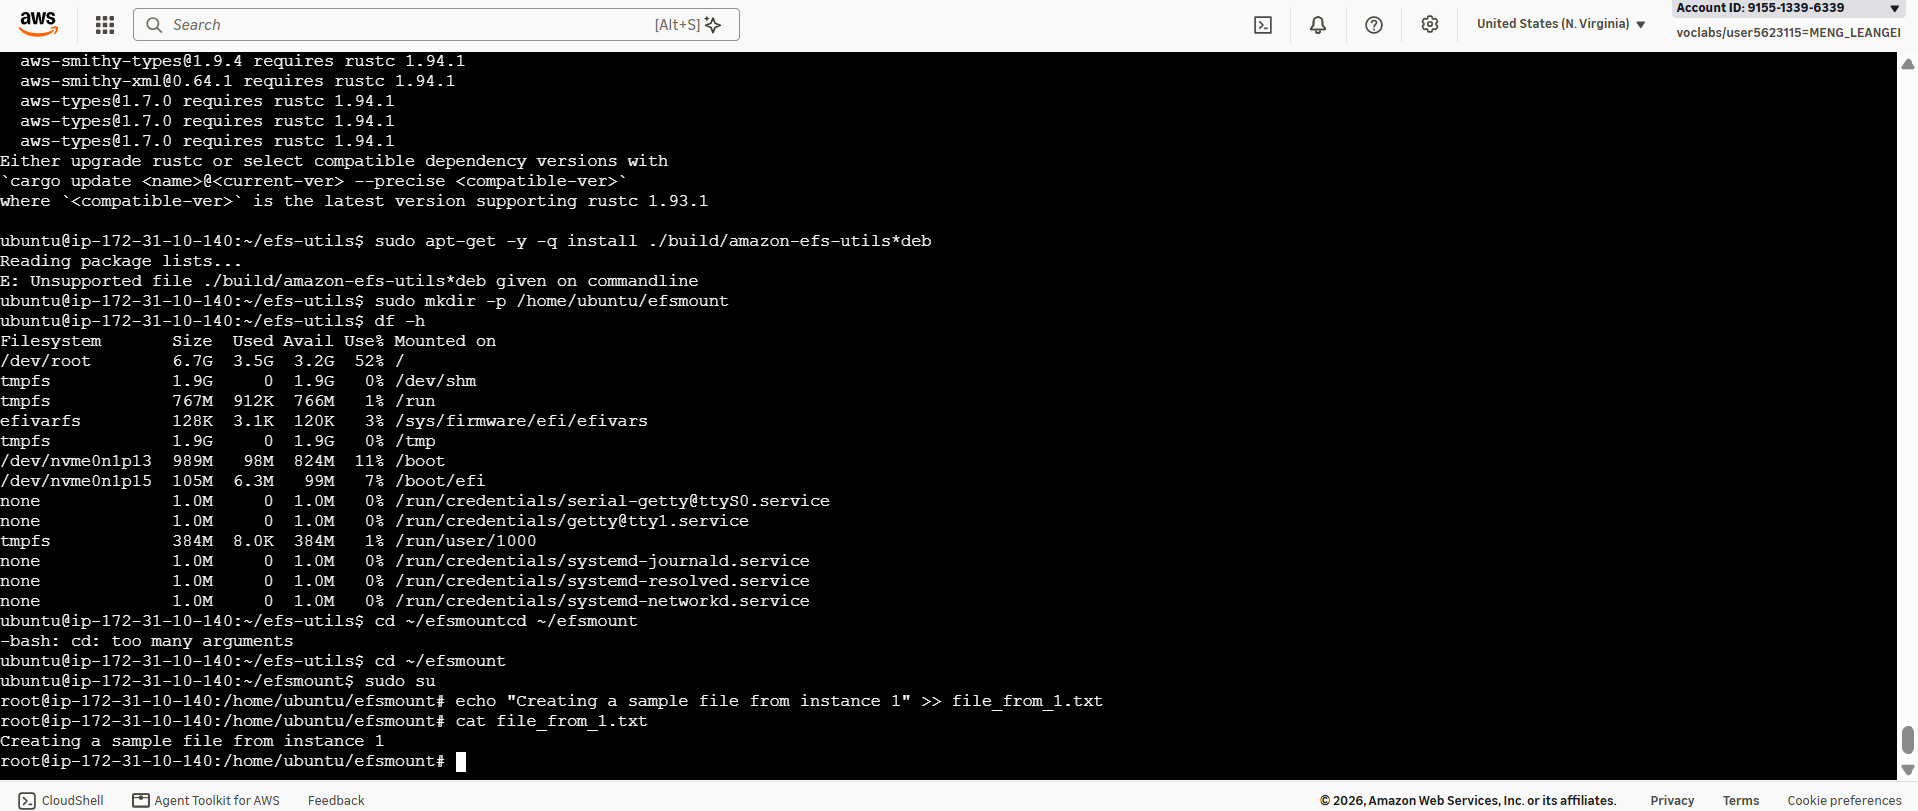 aws
Search
[Alt+S]
United States (N. Virginia)
Account ID: 9155-1339-6339
voclabs/user5623115=MENG_LEANGEI
  aws-smithy-types@1.9.4 requires rustc 1.94.1
  aws-smithy-xml@0.64.1 requires rustc 1.94.1
  aws-types@1.7.0 requires rustc 1.94.1
  aws-types@1.7.0 requires rustc 1.94.1
  aws-types@1.7.0 requires rustc 1.94.1
Either upgrade rustc or select compatible dependency versions with
`cargo update <name>@<current-ver> --precise <compatible-ver>`
where `<compatible-ver>` is the latest version supporting rustc 1.93.1

ubuntu@ip-172-31-10-140:~/efs-utils$ sudo apt-get -y -q install ./build/amazon-efs-utils*deb
Reading package lists...
E: Unsupported file ./build/amazon-efs-utils*deb given on commandline
ubuntu@ip-172-31-10-140:~/efs-utils$ sudo mkdir -p /home/ubuntu/efsmount
ubuntu@ip-172-31-10-140:~/efs-utils$ df -h
Filesystem       Size  Used Avail Use% Mounted on
/dev/root        6.7G  3.5G  3.2G  52% /
tmpfs            1.9G     0  1.9G   0% /dev/shm
tmpfs            767M  912K  766M   1% /run
efivarfs         128K  3.1K  120K   3% /sys/firmware/efi/efivars
tmpfs            1.9G     0  1.9G   0% /tmp
/dev/nvme0n1p13  989M   98M  824M  11% /boot
/dev/nvme0n1p15  105M  6.3M   99M   7% /boot/efi
none             1.0M     0  1.0M   0% /run/credentials/serial-getty@ttyS0.service
none             1.0M     0  1.0M   0% /run/credentials/getty@tty1.service
tmpfs            384M  8.0K  384M   1% /run/user/1000
none             1.0M     0  1.0M   0% /run/credentials/systemd-journald.service
none             1.0M     0  1.0M   0% /run/credentials/systemd-resolved.service
none             1.0M     0  1.0M   0% /run/credentials/systemd-networkd.service
ubuntu@ip-172-31-10-140:~/efs-utils$ cd ~/efsmountcd ~/efsmount
-bash: cd: too many arguments
ubuntu@ip-172-31-10-140:~/efs-utils$ cd ~/efsmount
ubuntu@ip-172-31-10-140:~/efsmount$ sudo su
root@ip-172-31-10-140:/home/ubuntu/efsmount# echo "Creating a sample file from instance 1" >> file_from_1.txt
root@ip-172-31-10-140:/home/ubuntu/efsmount# cat file_from_1.txt
Creating a sample file from instance 1
root@ip-172-31-10-140:/home/ubuntu/efsmount#
CloudShell
Agent Toolkit for AWS
Feedback
© 2026, Amazon Web Services, Inc. or its affiliates.
Privacy
Terms
Cookie preferences